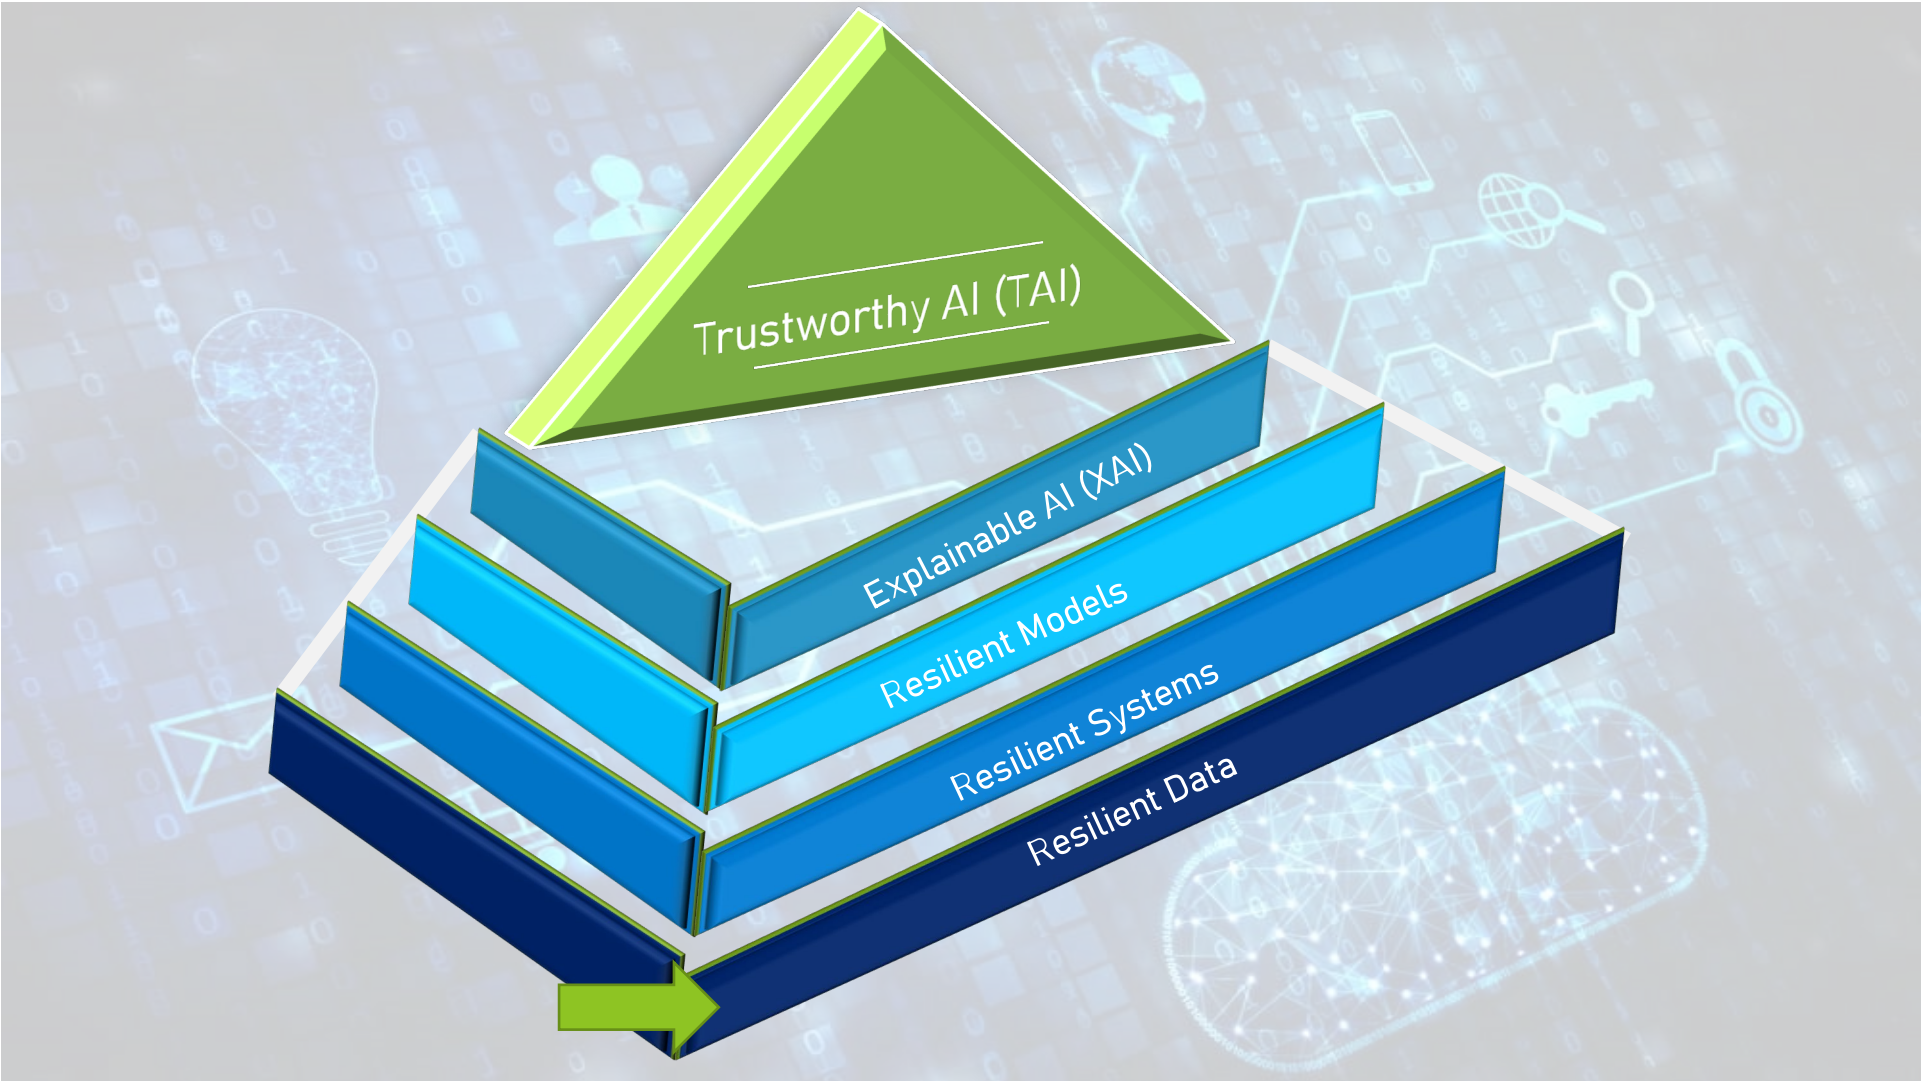 Trustworthy AI (TAI)
Explainable AI (XAI)
Resilient Models
Resilient Systems
Resilient Data